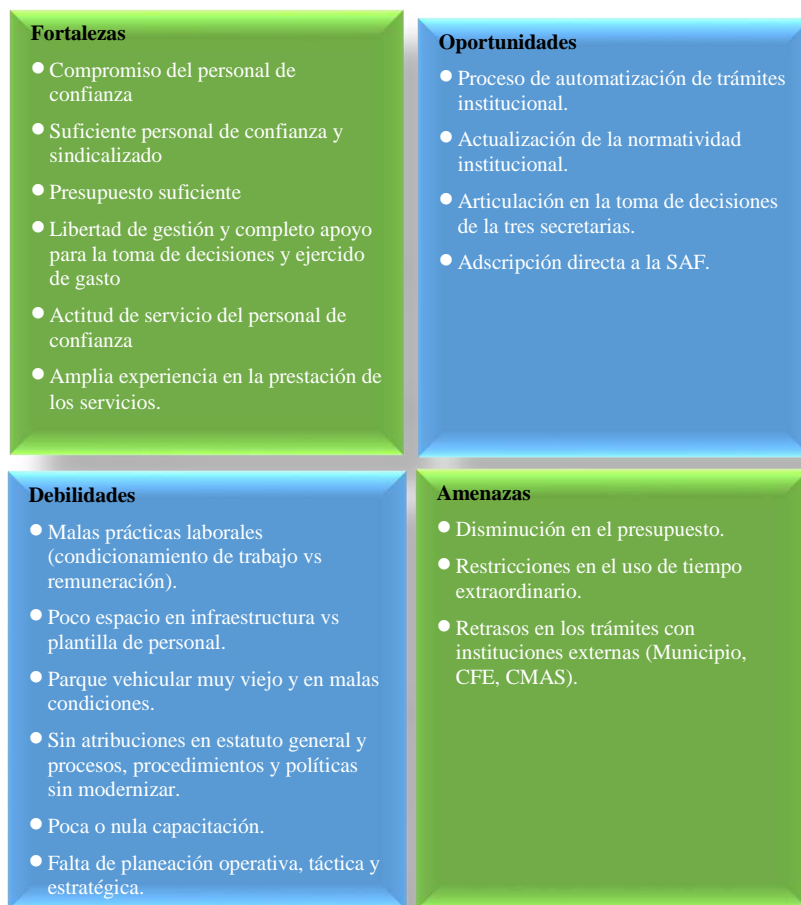 Fortalezas
● Compromiso del personal de
confianza
● Suficiente personal de confianza y
sindicalizado
● Presupuesto suficiente
● Libertad de gestión y completo apoyo
para la toma de decisiones y ejercido
de gasto
● Actitud de servicio del personal de
confianza
● Amplia experiencia en la prestación de
los servicios.
Oportunidades
● Proceso de automatización de trámites
institucional.
● Actualización de la normatividad
institucional.
● Articulación en la toma de decisiones
de la tres secretarias.
● Adscripción directa a la SAF.
Debilidades
● Malas prácticas laborales
(condicionamiento de trabajo vs
remuneración).
● Poco espacio en infraestructura vs
plantilla de personal.
● Parque vehicular muy viejo y en malas
condiciones.
● Sin atribuciones en estatuto general y
procesos, procedimientos y políticas
sin modernizar.
● Poca o nula capacitación.
● Falta de planeación operativa, táctica y
estratégica.
Amenazas
● Disminución en el presupuesto.
● Restricciones en el uso de tiempo
extraordinario.
● Retrasos en los trámites con
instituciones externas (Municipio,
CFE, CMAS).